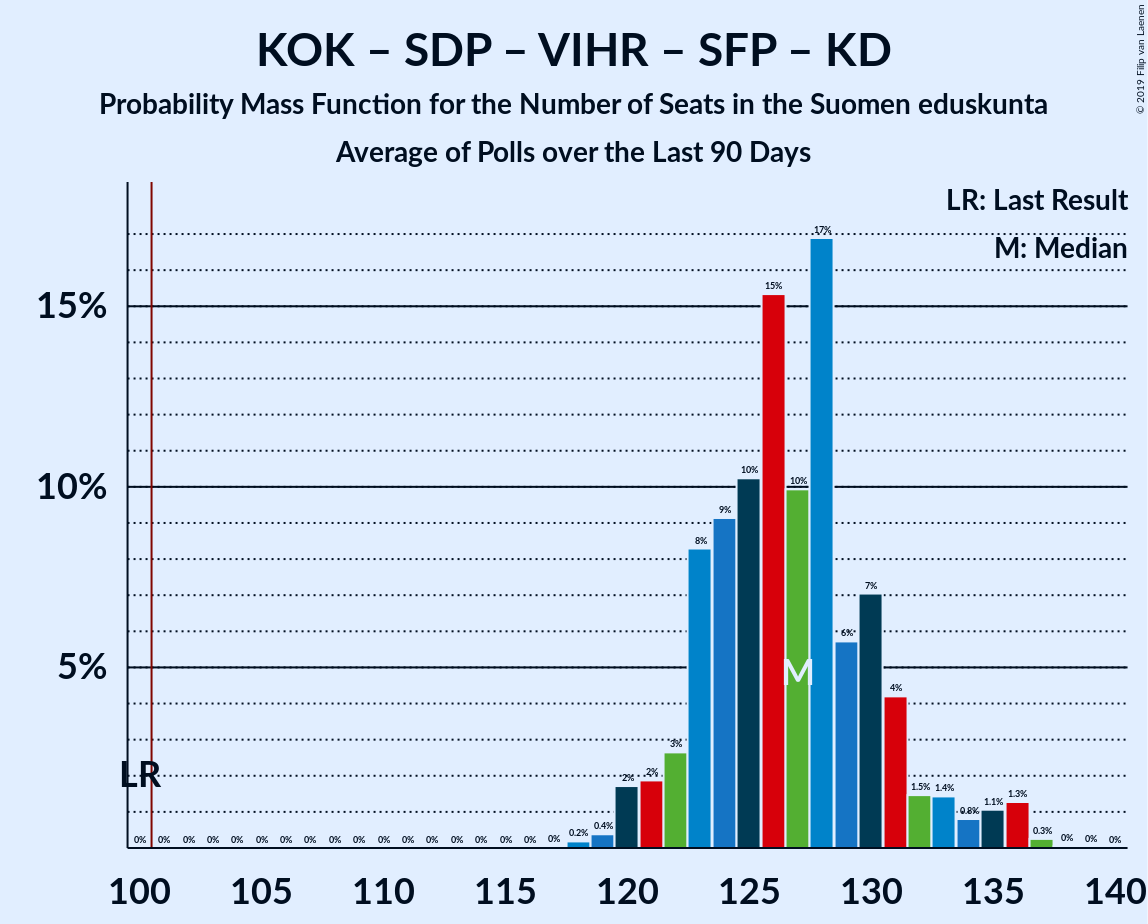 KOK – SDP – VIHR – SFP – KD
Probability Mass Function for the Number of Seats in the Suomen eduskunta
Average of Polls over the Last 90 Days
© 2019 Filip van Laenen
LR: Last Result
M: Median
15%
10%
5%
LR
M
0% 0% 0% 0% 0% 0% 0% 0% 0% 0% 0% 0% 0% 0% 0% 0% 0% 0% 0.2% 0.4% 2% 2% 3% 8% 9% 10% 15% 10% 17% 6% 7% 4% 1.5% 1.4% 0.8% 1.1% 1.3% 0.3% 0% 0% 0%
100 105 110 115 120 125 130 135 140